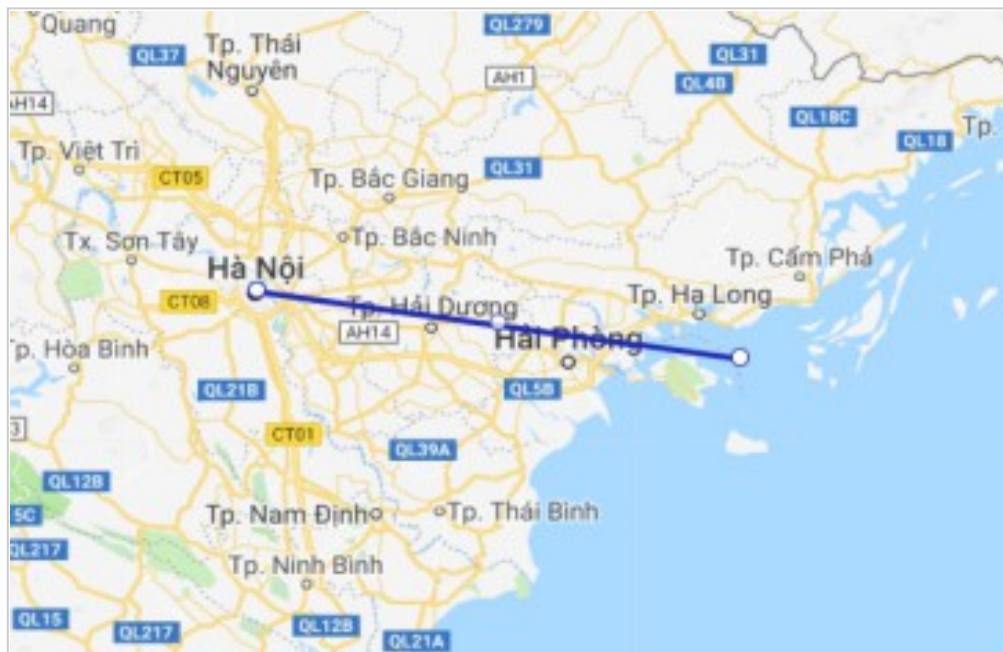 Quang
QL279
QL31
QL37
Tp. Thái
Nguyên
AH1
QL4B
AH14
QL18C
QL18
Tp.
Tp. Việt Trì
CT05
Tp. Bắc Giang
QL31
Tx. Sơn Tây
Tp. Bắc Ninh
Hà Nội
Tp. Cẩm Phả
CT08
Tp. Hải Dương
Tp. Hạ Long
AH14
Hải Phòng
Tp. Hòa Bình
QL21B
QL5B
CT01
3
QL39A
QL12B
5C
Tp. Nam Định
Tp. Thái Bình
QL217
Tp. Ninh Bình
QL15
QL217
QL12B
QL21A